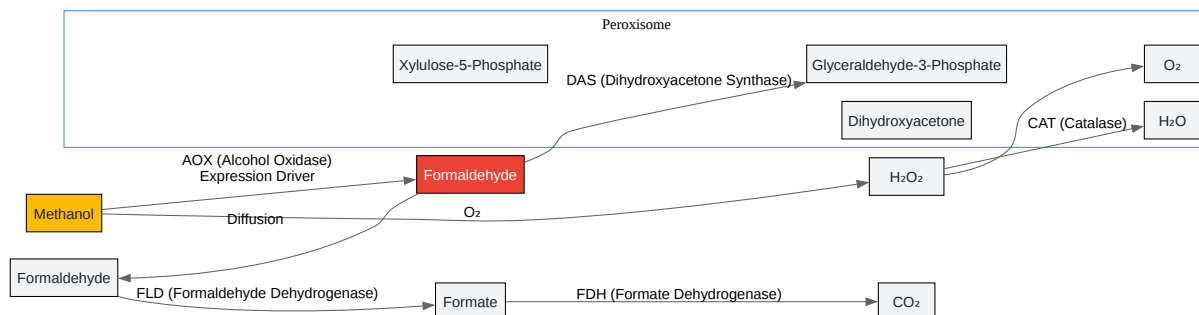 Peroxisome
Xylulose-5-Phosphate
DAS (Dihydroxyacetone Synthase)
Glyceraldehyde-3-Phosphate
O₂
Dihydroxyacetone
CAT (Catalase)
H₂O
AOX (Alcohol Oxidase)
Expression Driver
Formaldehyde
H₂O₂
Methanol
Diffusion
O₂
Formaldehyde
FLD (Formaldehyde Dehydrogenase)
Formate
FDH (Formate Dehydrogenase)
CO₂